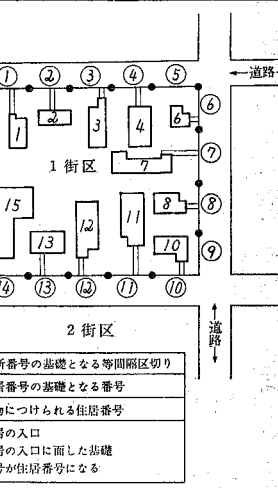 ① ② ③ ④ ⑤
←道路
⑥
1 2 3 4 6
⑦
7
1街区
15 11 8 ⑧
12
13 10 ⑨
14 ⑬ ⑫ ⑪ ⑩
2街区
道路
所番号の基礎となる等間隔区切り
居番号の基礎となる番号
物につけられる住居番号
号の入口
号の入口に面した基礎
号が住居番号になる